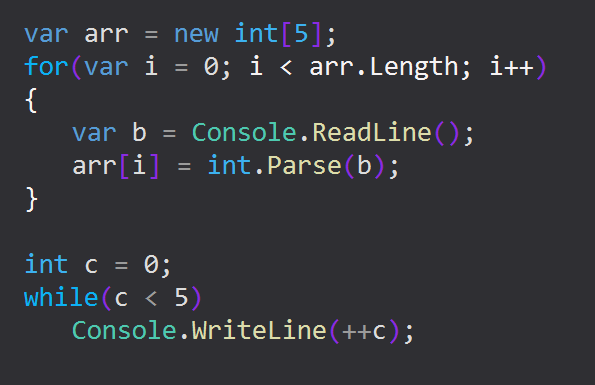 var arr = new int[5];
for(var i = 0; i < arr.Length; i++)
{
    var b = Console.ReadLine();
    arr[i] = int.Parse(b);
}

int c = 0;
while(c < 5)
    Console.WriteLine(++c);